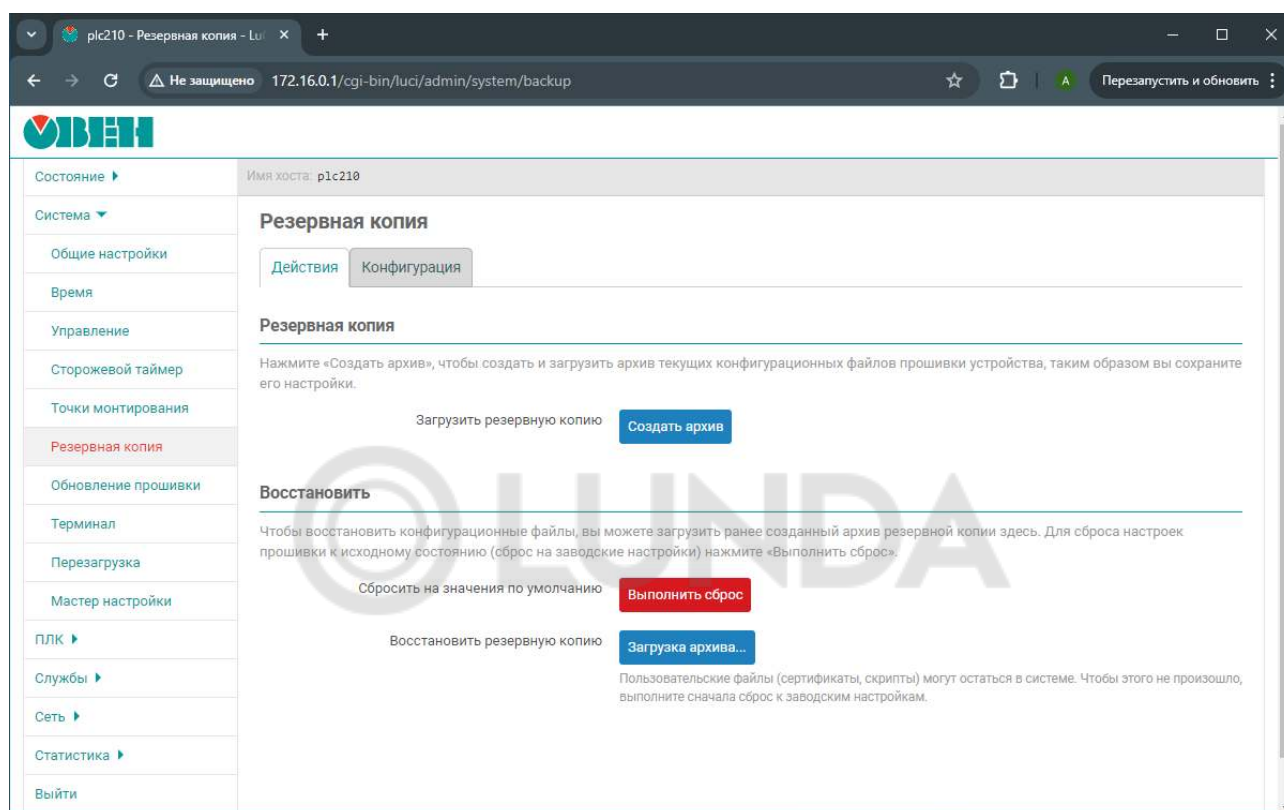 plc210 - Резервная копия - LuC
Не защищено
172.16.0.1/cgi-bin/luci/admin/system/backup
A
Перезапустить и обновить
ОВЕН
Состояние
Система
Общие настройки
Время
Управление
Сторожевой таймер
Точки монтирования
Резервная копия
Обновление прошивки
Терминал
Перезагрузка
Мастер настройки
ПЛК
Службы
Сеть
Статистика
Выйти
Имя хоста: plc210
Резервная копия
Действия
Конфигурация
Резервная копия
Нажмите «Создать архив», чтобы создать и загрузить архив текущих конфигурационных файлов прошивки устройства, таким образом вы сохраните
его настройки.
Загрузить резервную копию
Создать архив
Восстановить
Чтобы восстановить конфигурационные файлы, вы можете загрузить ранее созданный архив резервной копии здесь. Для сброса настроек
прошивки к исходному состоянию (сброс на заводские настройки) нажмите «Выполнить сброс».
Сбросить на значения по умолчанию
Выполнить сброс
Восстановить резервную копию
Загрузка архива...
Пользовательские файлы (сертификаты, скрипты) могут остаться в системе. Чтобы этого не произошло,
выполните сначала сброс к заводским настройкам.
LUNDA